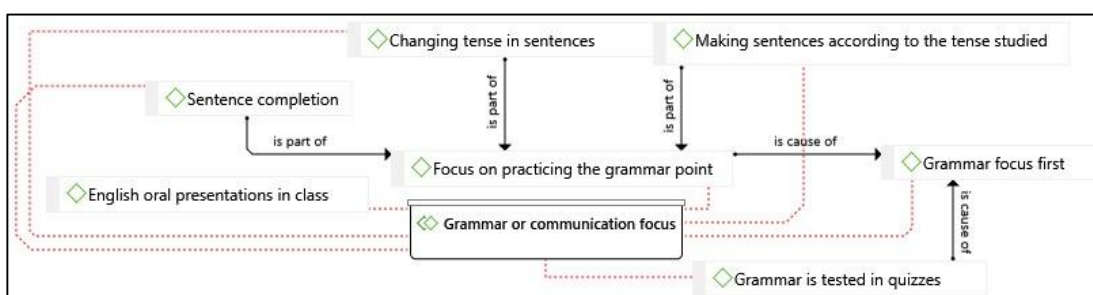 Changing tense in sentences
Making sentences according to the tense studied
Sentence completion
is part of
is part of
is part of
is cause of
Focus on practicing the grammar point
Grammar focus first
English oral presentations in class
Grammar or communication focus
is cause of
Grammar is tested in quizzes